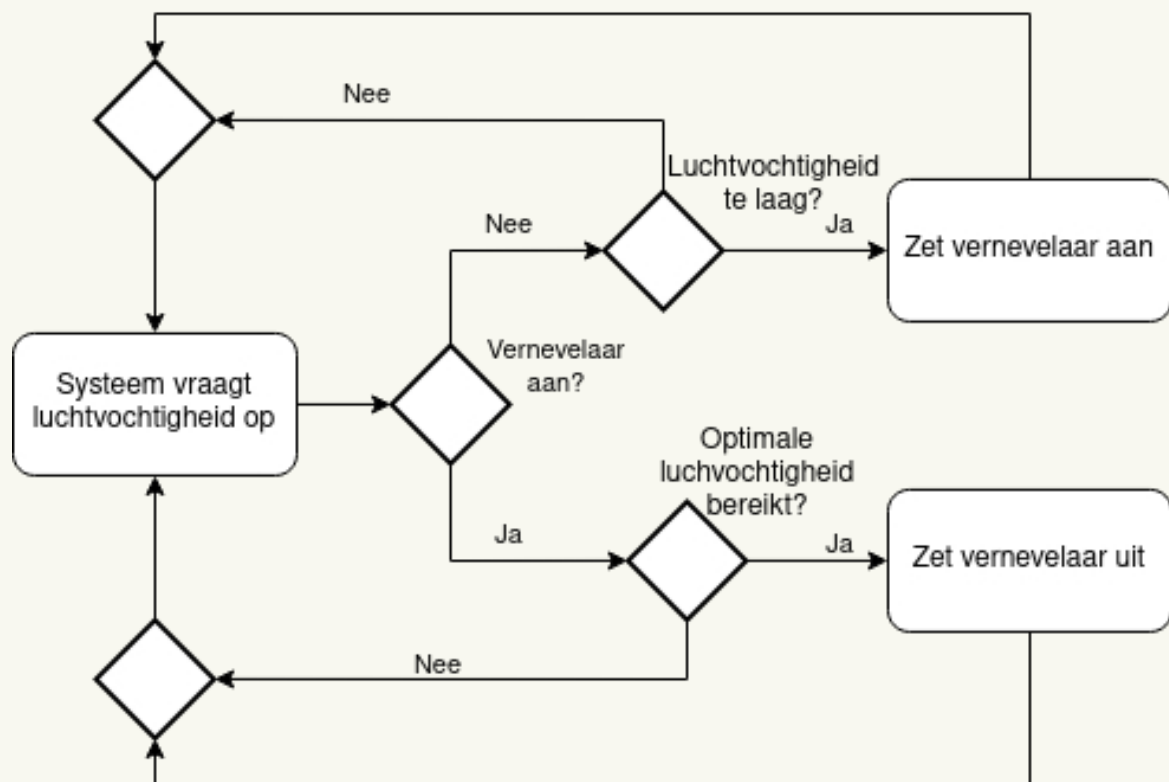 Nee
Luchtvochtigheid
te laag?
Nee
Ja
Zet vernevelaar aan
Vernevelaar
aan?
Systeem vraagt
luchtvochtigheid op
Optimale
luchvochtigheid
bereikt?
Ja
Ja
Zet vernevelaar uit
Nee